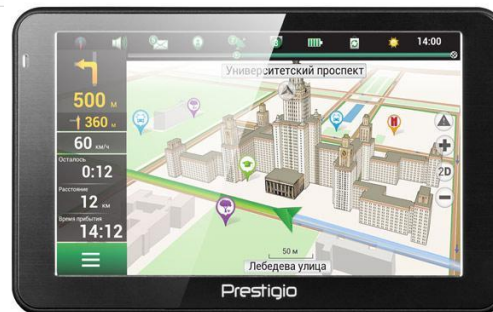 14:00
Университетский проспект
500 м
360 м
60 км/ч
Осталось
0:12
Расстояние
12 км
Время прибытия
14:12
2D
50 м
Лебедева улица
Prestigio